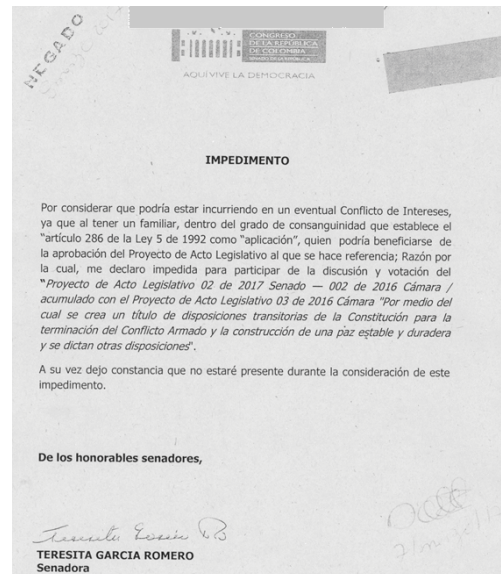 NEGADO
CONGRESO
DE LA REPÚBLICA
DE COLOMBIA
AQUÍ VIVE LA DEMOCRACIA
IMPEDIMENTO
Por considerar que podría estar incurriendo en un eventual Conflicto de Intereses,
ya que al tener un familiar, dentro del grado de consanguinidad que establece el
"artículo 286 de la Ley 5 de 1992 como "aplicación", quien podría beneficiarse de
la aprobación del Proyecto de Acto Legislativo al que se hace referencia; Razón por
la cual, me declaro impedida para participar de la discusión y votación del
"Proyecto de Acto Legislativo 02 de 2017 Senado — 002 de 2016 Cámara /
acumulado con el Proyecto de Acto Legislativo 03 de 2016 Cámara "Por medio del
cual se crea un título de disposiciones transitorias de la Constitución para la
terminación del Conflicto Armado y la construcción de una paz estable y duradera
y se dictan otras disposiciones".
A su vez dejo constancia que no estaré presente durante la consideración de este
impedimento.
De los honorables senadores,
TERESITA GARCIA ROMERO
Senadora